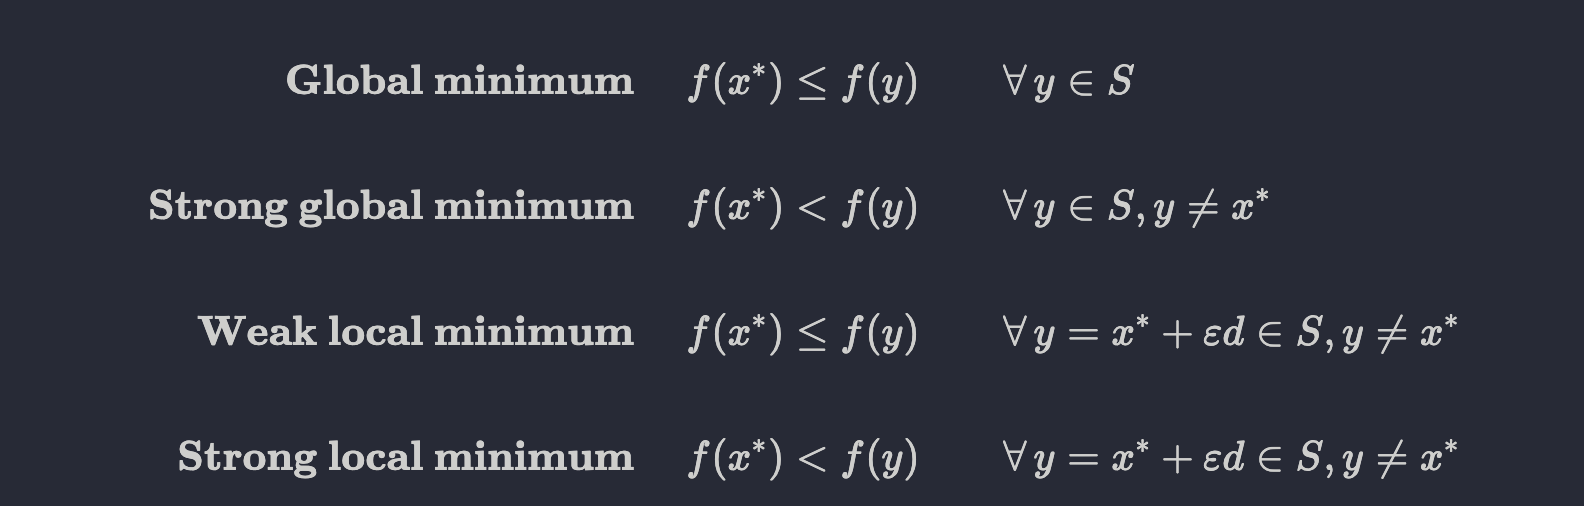 Global minimum f(x*) ≤ f(y) ∀ y ∈ S
Strong global minimum f(x*) < f(y) ∀ y ∈ S, y ≠ x*
Weak local minimum f(x*) ≤ f(y) ∀ y = x* + εd ∈ S, y ≠ x*
Strong local minimum f(x*) < f(y) ∀ y = x* + εd ∈ S, y ≠ x*